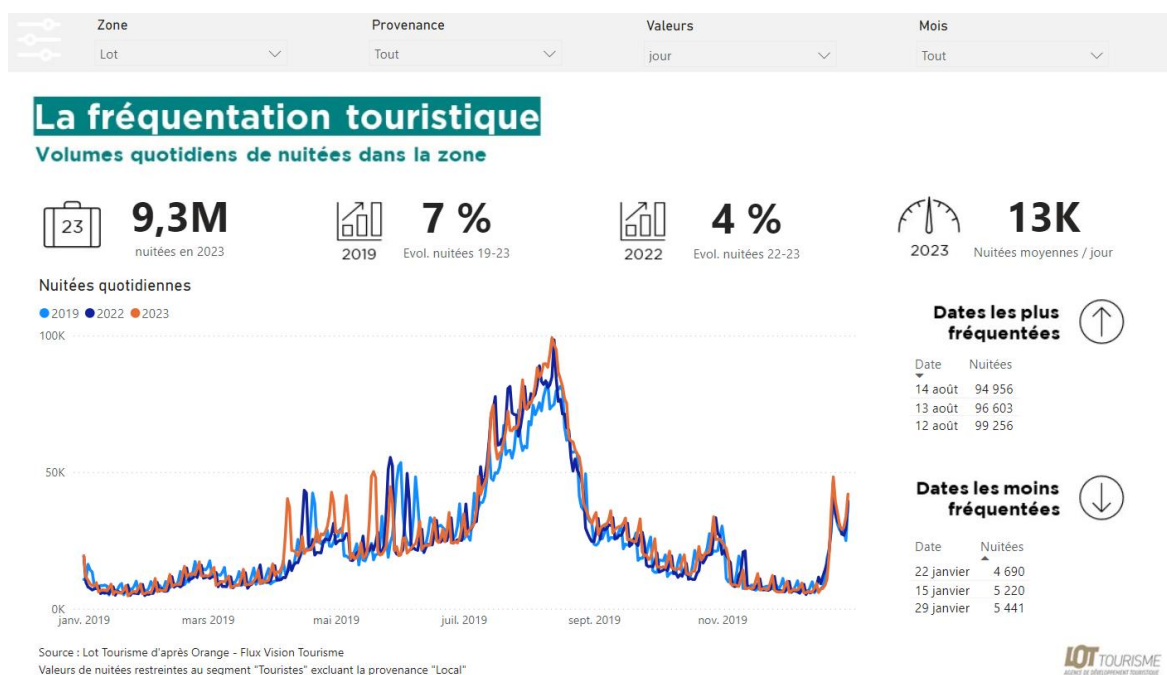 Zone
Provenance
Valeurs
Mois
Lot
Tout
jour
Tout
La fréquentation touristique
Volumes quotidiens de nuitées dans la zone
23
9,3M
nuitées en 2023
2019
7 %
Evol. nuitées 19-23
2022
4 %
Evol. nuitées 22-23
2023
13K
Nuitées moyennes / jour
Nuitées quotidiennes
2019 2022 2023
100K
50K
0K
janv. 2019 mars 2019 mai 2019 juil. 2019 sept. 2019 nov. 2019
Dates les plus
fréquentées
Date Nuitées
14 août 94 956
13 août 96 603
12 août 99 256
Dates les moins
fréquentées
Date Nuitées
22 janvier 4 690
15 janvier 5 220
29 janvier 5 441
Source : Lot Tourisme d'après Orange - Flux Vision Tourisme
Valeurs de nuitées restreintes au segment "Touristes" excluant la provenance "Local"
LOT TOURISME
AGENCE DE DÉVELOPPEMENT TOURISTIQUE